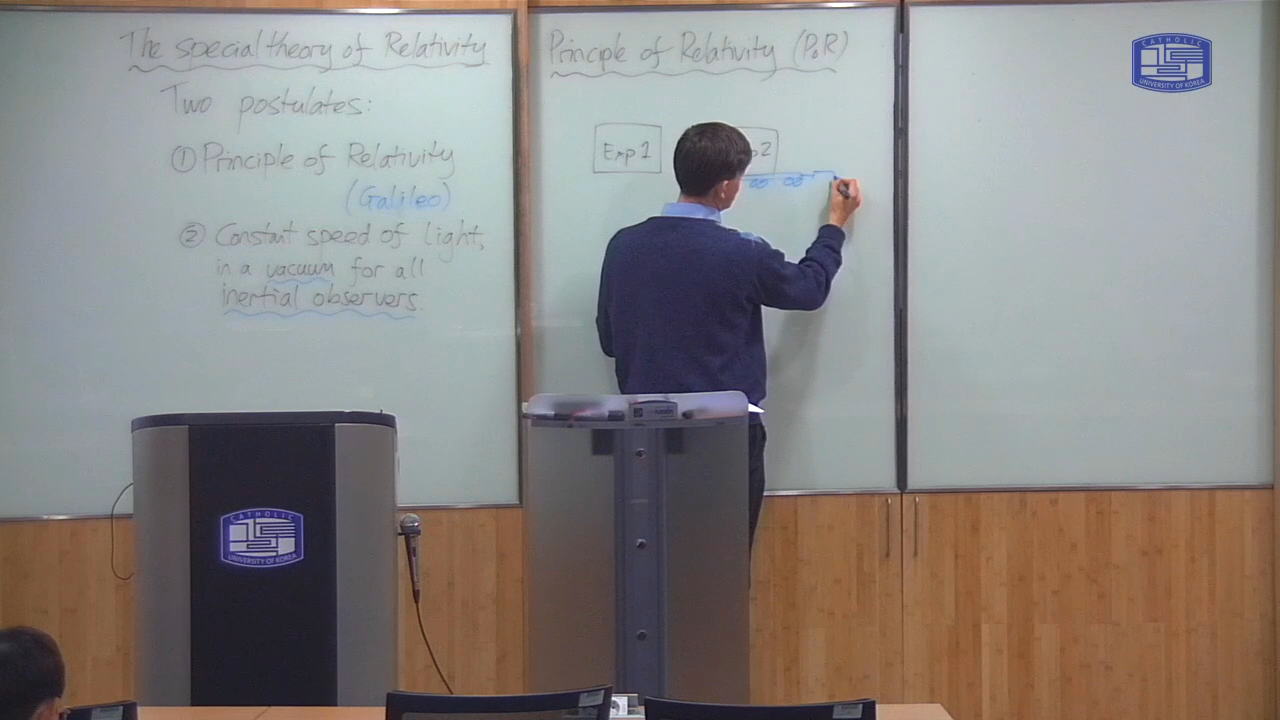 The special theory of Relativity
Two postulates:
① Principle of Relativity
(Galileo)
② Constant speed of light,
in a vacuum for all
inertial observers.
Principle of Relativity (PoR)
Exp 1
2
CATHOLIC
UNIVERSITY OF KOREA
CATHOLIC
UNIVERSITY OF KOREA